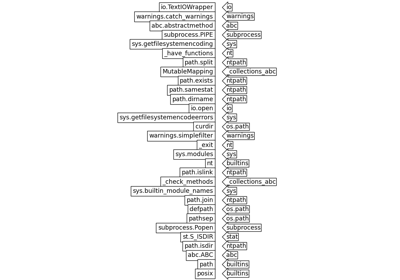 io.TextIOWrapper io
warnings.catch_warnings warnings
abc.abstractmethod abc
subprocess.PIPE subprocess
sys.getfilesystemencoding sys
_have_functions nt
path.split ntpath
MutableMapping _collections_abc
path.exists ntpath
path.samestat ntpath
path.dirname ntpath
io.open io
sys.getfilesystemencodeerrors sys
curdir os.path
warnings.simplefilter warnings
_exit nt
sys.modules sys
nt builtins
path.islink ntpath
_check_methods _collections_abc
sys.builtin_module_names sys
path.join ntpath
defpath os.path
pathsep os.path
subprocess.Popen subprocess
st.S_ISDIR stat
path.isdir ntpath
abc.ABC abc
path builtins
posix builtins